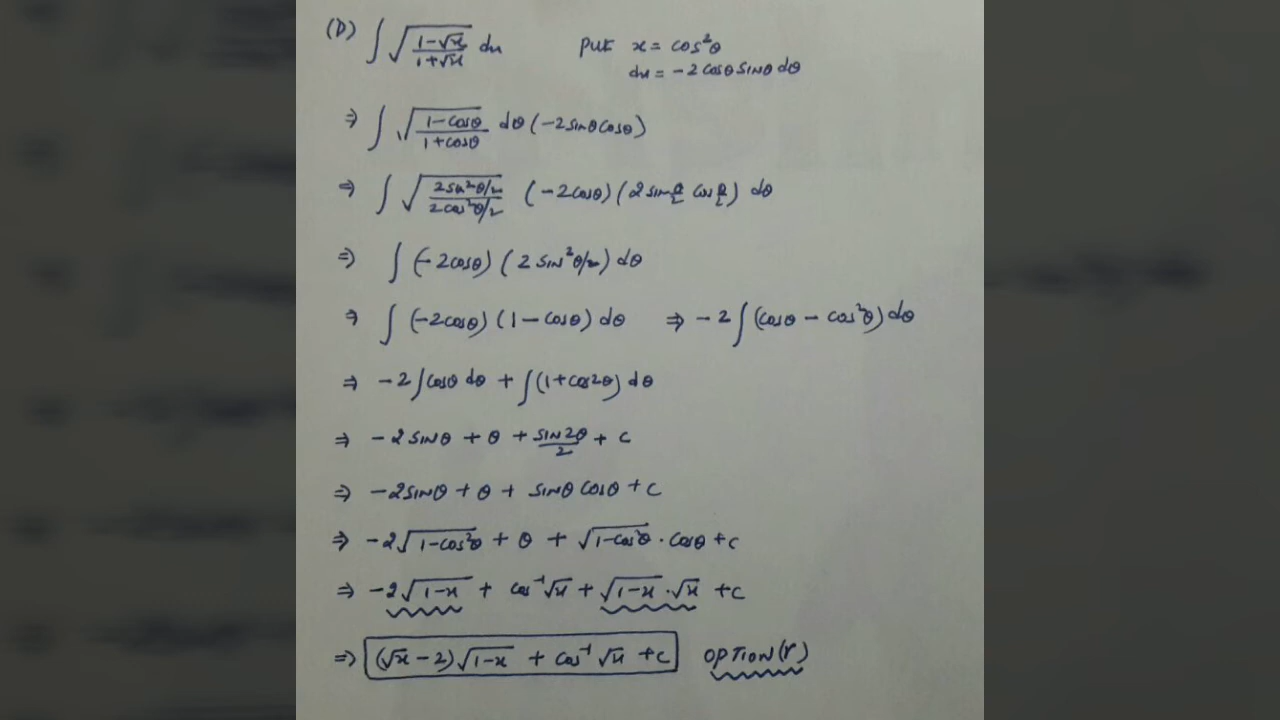 (D) ∫ √((1-√x)/(1+√x)) dx   PUT x = cos²θ
dx = -2 cosθ sinθ dθ
⇒ ∫ √((1-cosθ)/(1+cosθ)) dθ (-2 sinθ cosθ)
⇒ ∫ √((2sin²θ/2)/(2cos²θ/2)) (-2cosθ) (2 sin θ/2 cos θ/2) dθ
⇒ ∫ (-2cosθ) (2 sin²θ/2) dθ
⇒ ∫ (-2cosθ) (1-cosθ) dθ ⇒ -2 ∫ (cosθ - cos²θ) dθ
⇒ -2 ∫ cosθ dθ + ∫ (1+cos2θ) dθ
⇒ -2 sinθ + θ + sin2θ/2 + c
⇒ -2 sinθ + θ + sinθ cosθ + c
⇒ -2√(1-cos²θ) + θ + √(1-cos²θ) · cosθ + c
⇒ -2√(1-x) + cos⁻¹√x + √(1-x) · √x + c
⇒ (√x - 2)√(1-x) + cos⁻¹√x + c   OPTION (r)